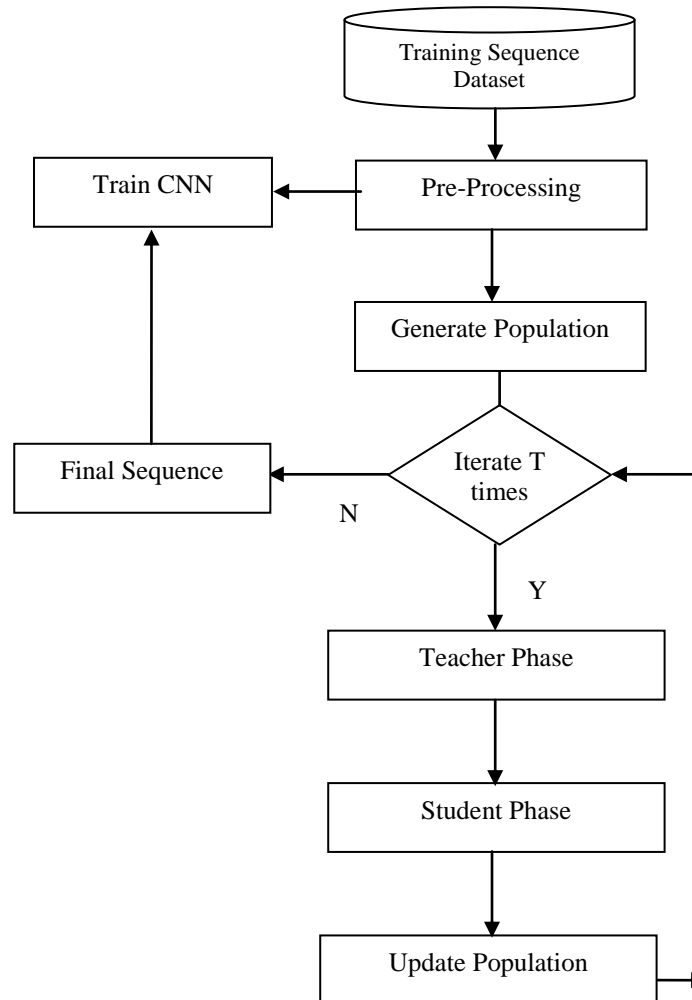 Training Sequence
Dataset
Train CNN
Pre-Processing
Generate Population
Final Sequence
Iterate T
times
N
Y
Teacher Phase
Student Phase
Update Population